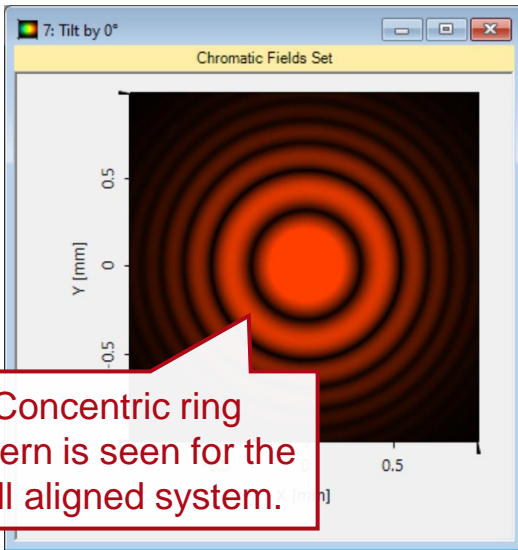 7: Tilt by 0°
Chromatic Fields Set
0.5
Y [mm]
0
-0.5
0.5
Concentric ring
ern is seen for the
ll aligned system.